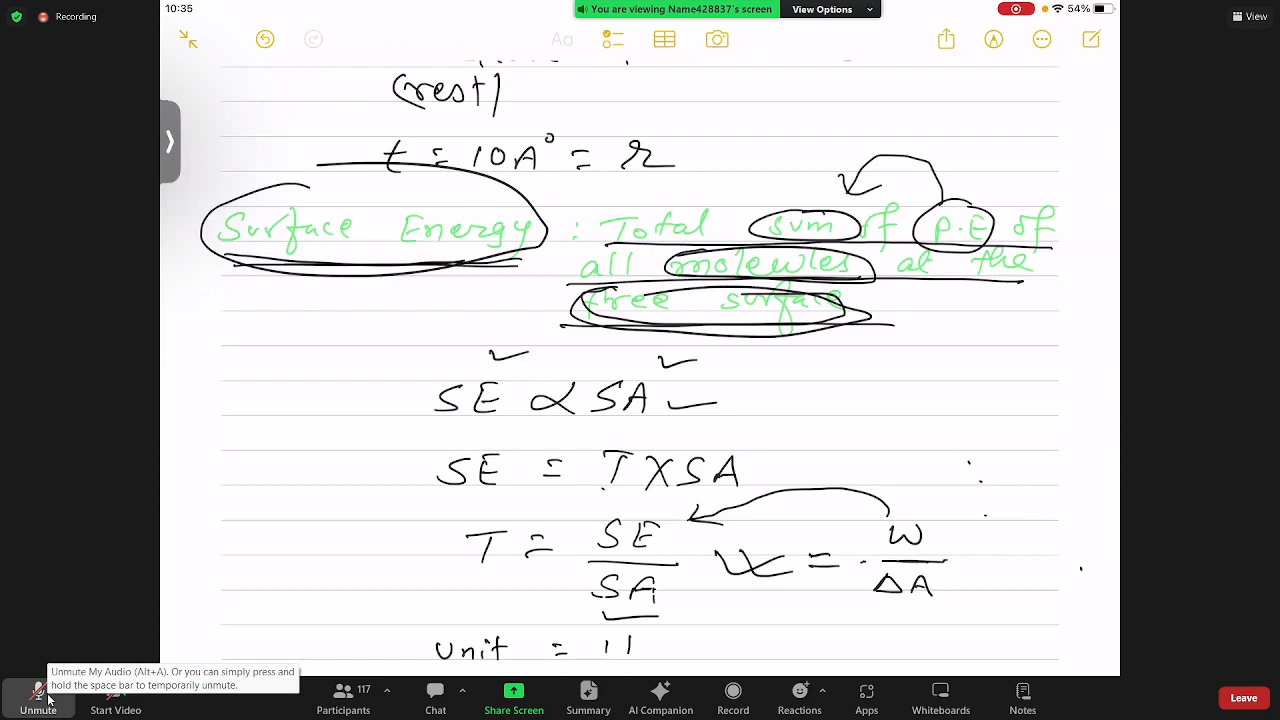 10:35
You are viewing Name428837's screen
View Options
54%
Recording
View
Aa
(rest)
t = 10A° = r
Surface Energy : Total sum of P.E of
all molecules at the
three surface
SE ∝ SA
SE = T X SA
T = SE/SA = W/ΔA
unit =
Unmute My Audio (Alt+A). Or you can simply press and
hold the space bar to temporarily unmute.
Unmute
Start Video
Participants
117
Chat
Share Screen
Summary
AI Companion
Record
Reactions
Apps
Whiteboards
Notes
Leave